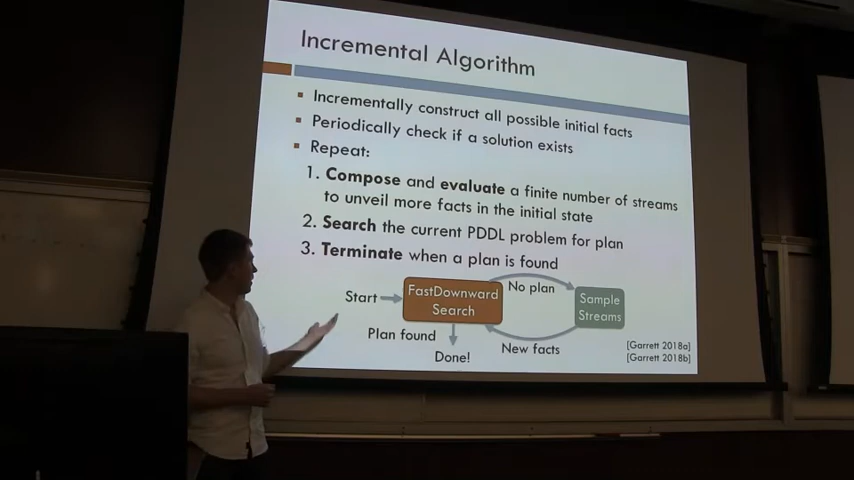 Incremental Algorithm
Incrementally construct all possible initial facts
Periodically check if a solution exists
Repeat:
1. Compose and evaluate a finite number of streams
to unveil more facts in the initial state
2. Search the current PDDL problem for plan
3. Terminate when a plan is found
Start
FastDownward
Search
No plan
Sample
Streams
Plan found
New facts
Done!
[Garrett 2018a]
[Garrett 2018b]